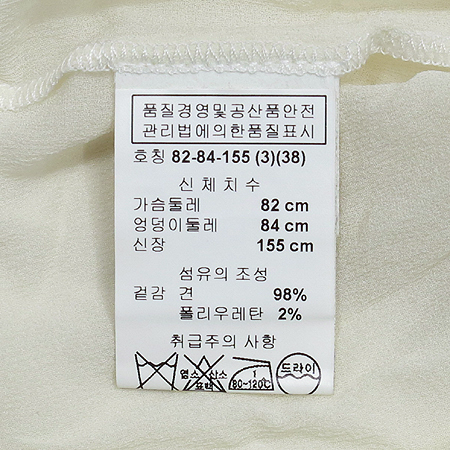 품질경영및공산품안전
관리법에의한품질표시
호칭 82-84-155 (3)(38)
신체치수
가슴둘레 82 cm
엉덩이둘레 84 cm
신장 155 cm
섬유의 조성
겉감 견 98%
폴리우레탄 2%
취급주의 사항
염소 산소 1 드라이
표백 80~120℃